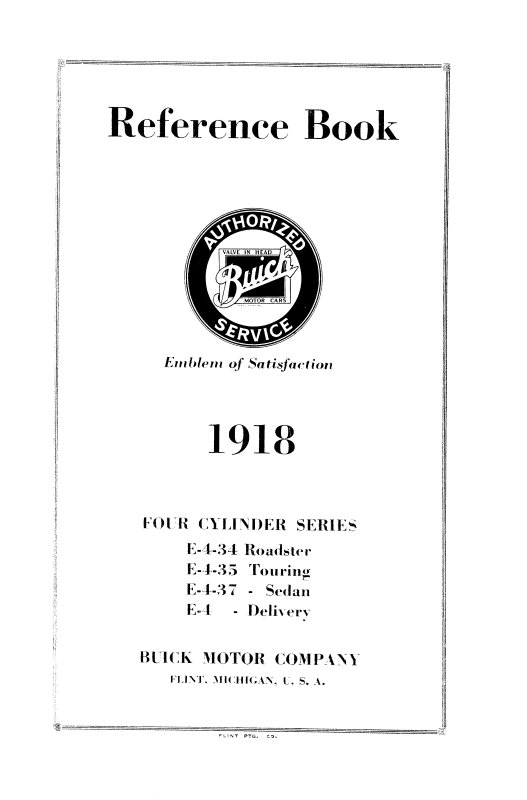 Reference Book
AUTHORIZED
VALVE IN HEAD
Buick
MOTOR CARS
SERVICE
Emblem of Satisfaction
1918
FOUR CYLINDER SERIES
E-4-34 Roadster
E-4-35 Touring
E-4-37 - Sedan
E-4 - Delivery
BUICK MOTOR COMPANY
FLINT, MICHIGAN, U. S. A.
FLINT PTG. CO.